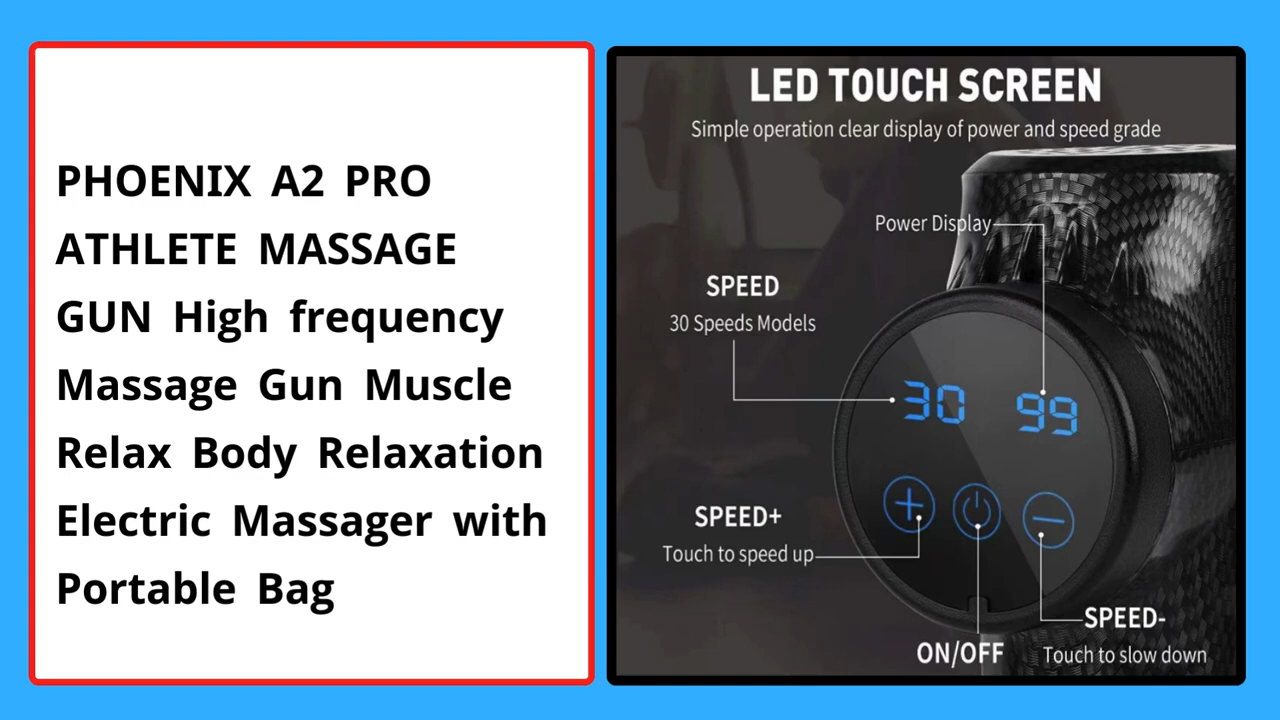 PHOENIX A2 PRO
ATHLETE MASSAGE
GUN High frequency
Massage Gun Muscle
Relax Body Relaxation
Electric Massager with
Portable Bag
LED TOUCH SCREEN
Simple operation clear display of power and speed grade
Power Display
SPEED
30 Speeds Models
30 99
SPEED+
Touch to speed up
SPEED-
ON/OFF
Touch to slow down